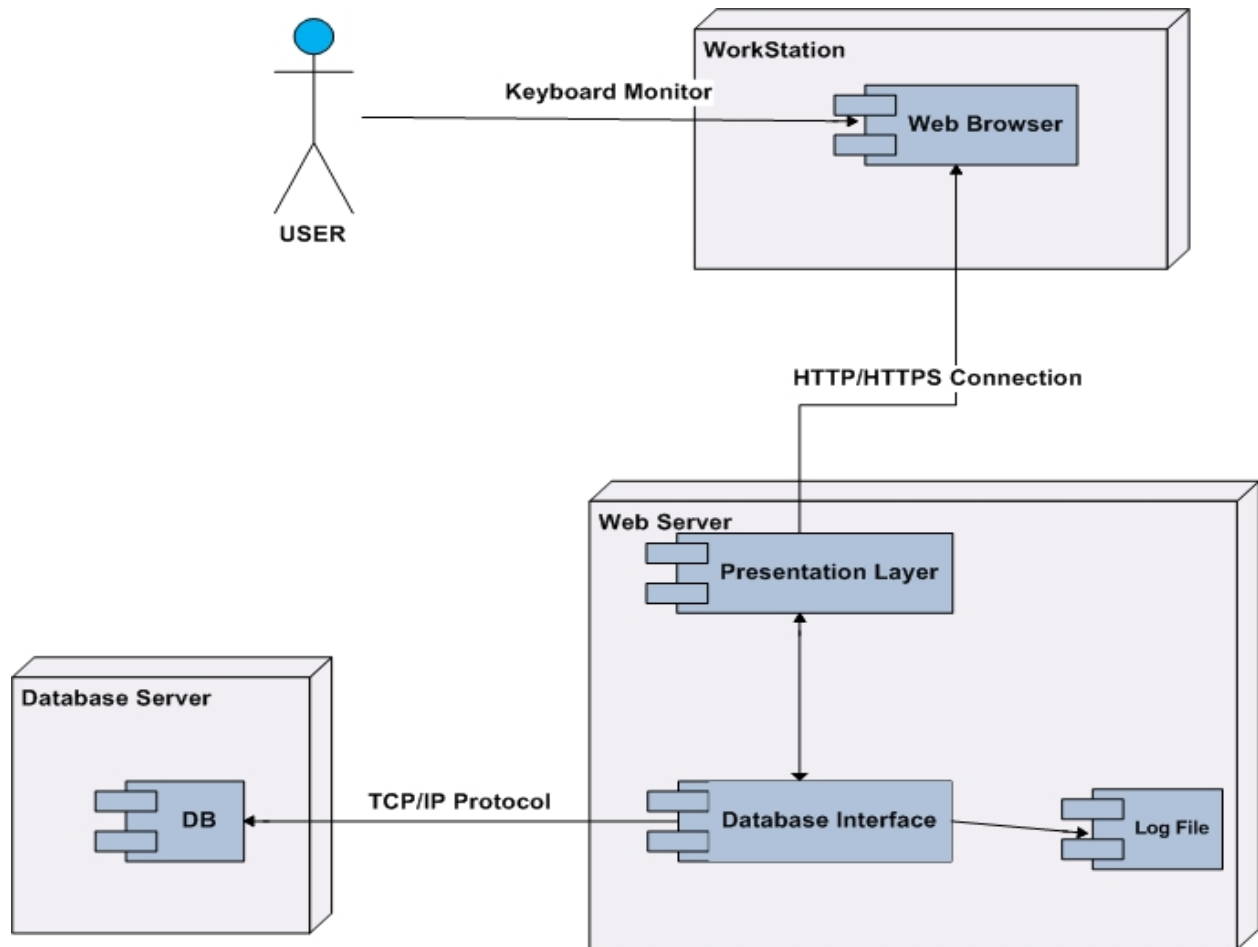 WorkStation
Keyboard Monitor
Web Browser
USER
HTTP/HTTPS Connection
Web Server
Presentation Layer
Database Server
TCP/IP Protocol
DB
Database Interface
Log File